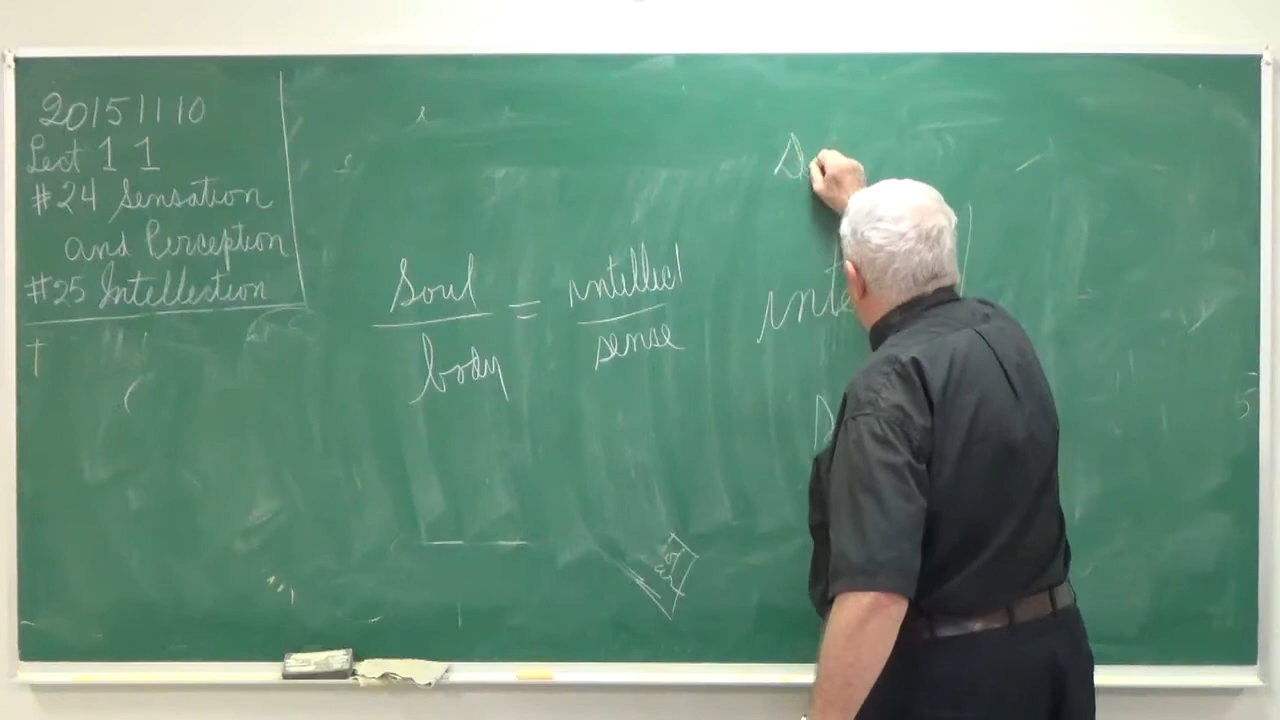 20151110
Lect 11
#24 Sensation
and Perception
#25 Intellection
soul
body
=
intellect
sense
inte